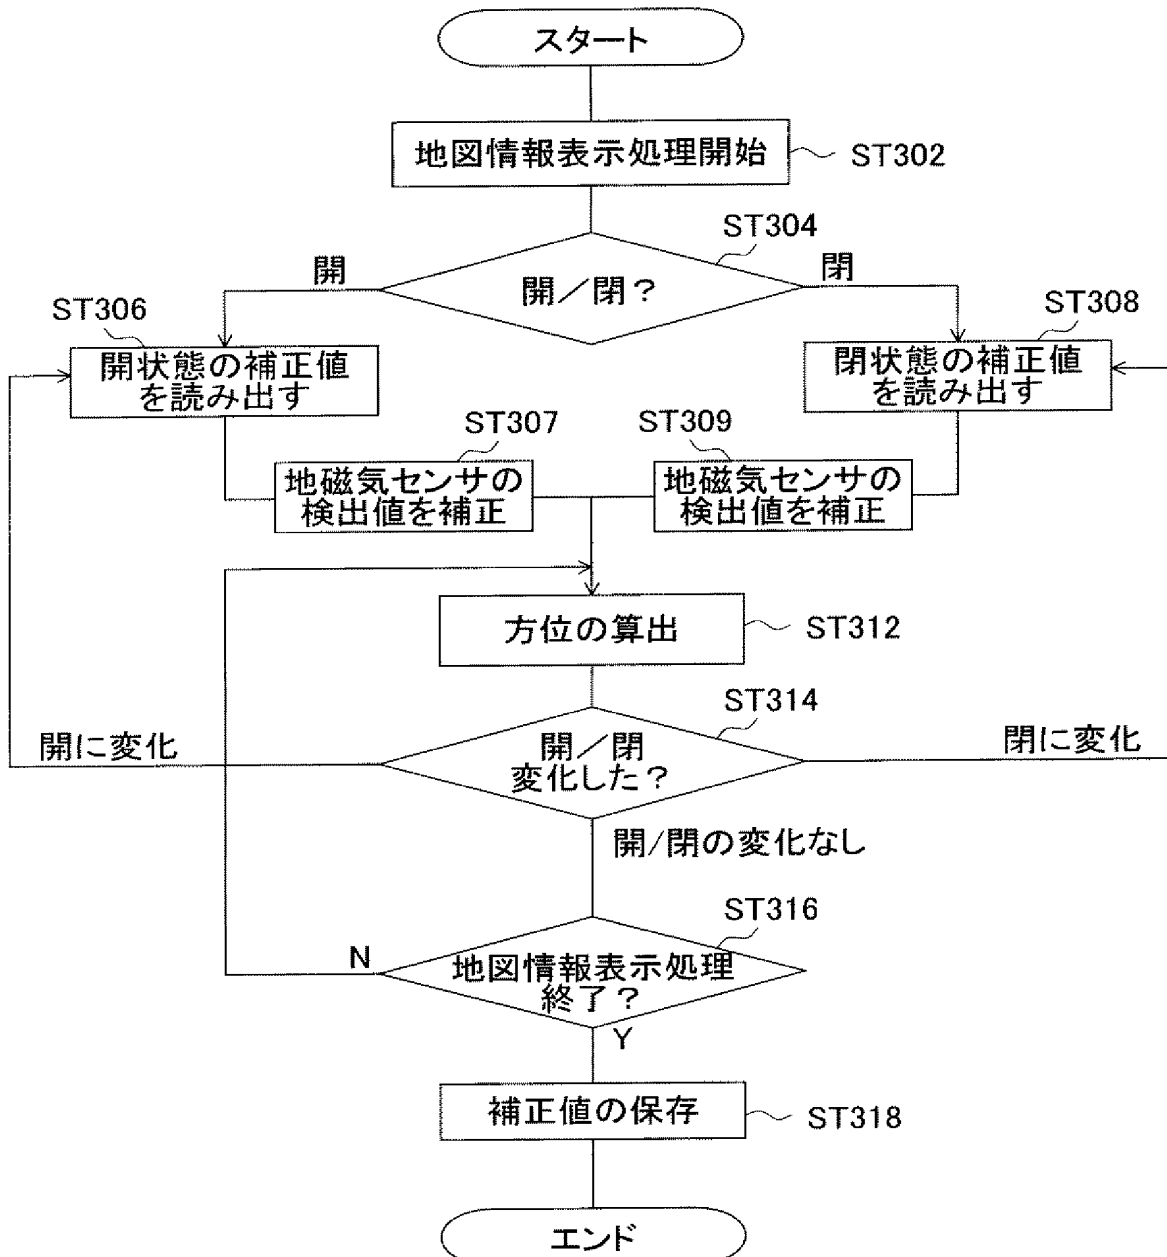 スタート
地図情報表示処理開始
ST302
ST304
開
開／閉？
閉
ST306
開状態の補正値
を読み出す
ST308
閉状態の補正値
を読み出す
ST307
地磁気センサの
検出値を補正
ST309
地磁気センサの
検出値を補正
方位の算出
ST312
ST314
開に変化
開／閉
変化した？
閉に変化
開/閉の変化なし
ST316
N
地図情報表示処理
終了？
Y
補正値の保存
ST318
エンド